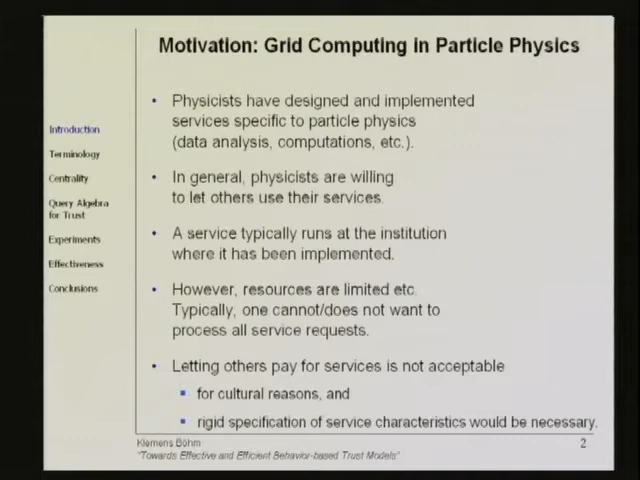 Motivation: Grid Computing in Particle Physics
Introduction
Terminology
Centrality
Query Algebra
for Trust
Experiments
Effectiveness
Conclusions
• Physicists have designed and implemented
services specific to particle physics
(data analysis, computations, etc.).
• In general, physicists are willing
to let others use their services.
• A service typically runs at the institution
where it has been implemented.
• However, resources are limited etc.
Typically, one cannot/does not want to
process all service requests.
• Letting others pay for services is not acceptable
▪ for cultural reasons, and
▪ rigid specification of service characteristics would be necessary.
Klemens Böhm
"Towards Effective and Efficient Behavior-based Trust Models"
2